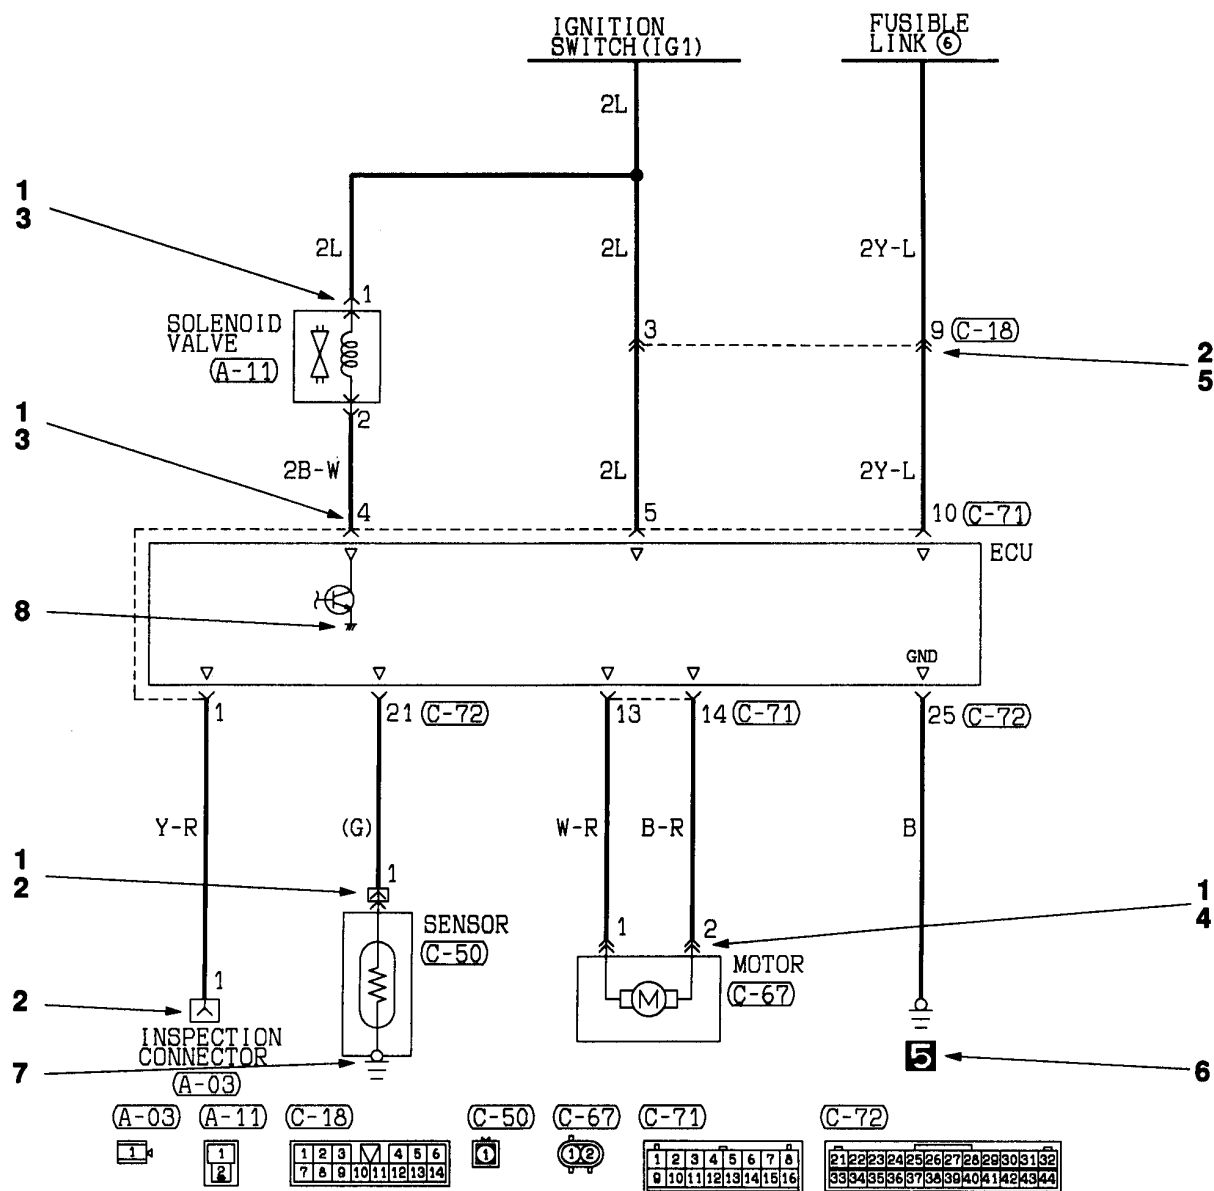 IGNITION
SWITCH(IG1)
FUSIBLE
LINK ⑥
2L
1
3
2L
2L
2Y-L
1
SOLENOID
VALVE
(A-11)
3
9 (C-18)
2
5
1
3
2
2B-W
2L
2Y-L
4
5
10 (C-71)
ECU
8
GND
1
21 (C-72)
13
14 (C-71)
25 (C-72)
Y-R
(G)
W-R
B-R
B
1
2
1
1
4
SENSOR
(C-50)
1
2
MOTOR
(C-67)
M
2
1
INSPECTION
CONNECTOR
(A-03)
7
5
6
(A-03)
(A-11)
(C-18)
(C-50)
(C-67)
(C-71)
(C-72)
1
1
2
1 2 3 4 5 6
7 8 9 10 11 12 13 14
1
1 2
1 2 3 4 5 6 7 8
9 10 11 12 13 14 15 16
21 22 23 24 25 26 27 28 29 30 31 32
33 34 35 36 37 38 39 40 41 42 43 44